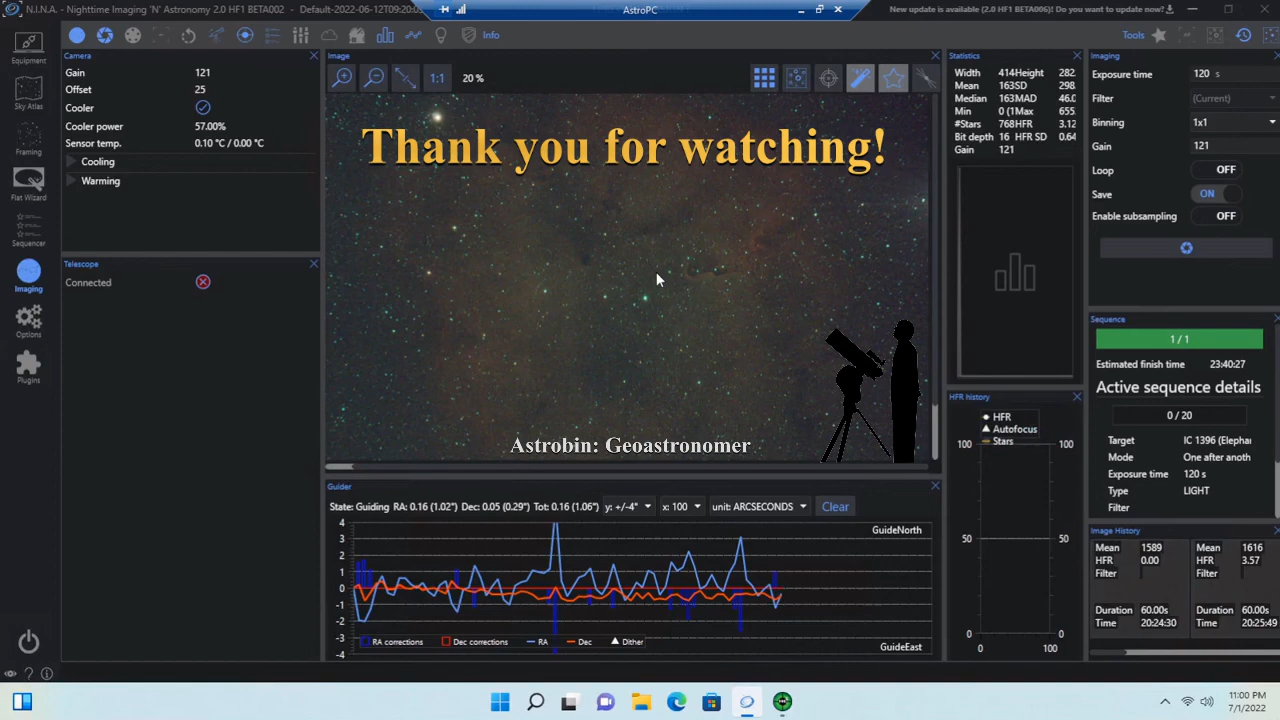 N.I.N.A. - Nighttime Imaging 'N' Astronomy - 2.0 HF1 BETA002 - Default-2022-06-12T09:20:0
AstroPC
New update is available (2.0 HF1 BETA006)! Do you want to update now?
Info
Tools
Equipment
Sky Atlas
Framing
Flat Wizard
Sequencer
Imaging
Options
Plugins
Camera
Gain 121
Offset 25
Cooler
Cooler power 57.00%
Sensor temp. 0.10 °C / 0.00 °C
Cooling
Warming
Telescope
Connected
Image
1:1
20 %
Thank you for watching!
Astrobin: Geoastronomer
Guider
State: Guiding RA: 0.16 (1.02") Dec: 0.05 (0.29") Tot: 0.16 (1.06") y: +/-4" x: 100 unit: ARCSECONDS Clear
4
3
2
1
0
-1
-2
-3
-4
GuideNorth
GuideEast
RA corrections
Dec corrections
RA
Dec
Dither
Statistics
Width 414 Height 282
Mean 163 SD 298
Median 163 MAD 46.0
Min 0 (1 Max 655
#Stars 768 HFR 3.12
Bit depth 16 HFR SD 0.64
Gain 121
HFR history
HFR
Autofocus
Stars
100
100
50
50
0
0
0
100
Imaging
Exposure time 120 s
Filter (Current)
Binning 1x1
Gain 121
Loop OFF
Save ON
Enable subsampling OFF
Sequence
1 / 1
Estimated finish time 23:40:27
Active sequence details
0 / 20
Target IC 1396 (Elephan
Mode One after anoth
Exposure time 120 s
Type LIGHT
Filter
Image History
Mean 1589
HFR 0.00
Filter
Duration 60.00s
Time 20:24:30
Mean 1616
HFR 3.57
Filter
Duration 60.00s
Time 20:25:49
11:00 PM
7/1/2022